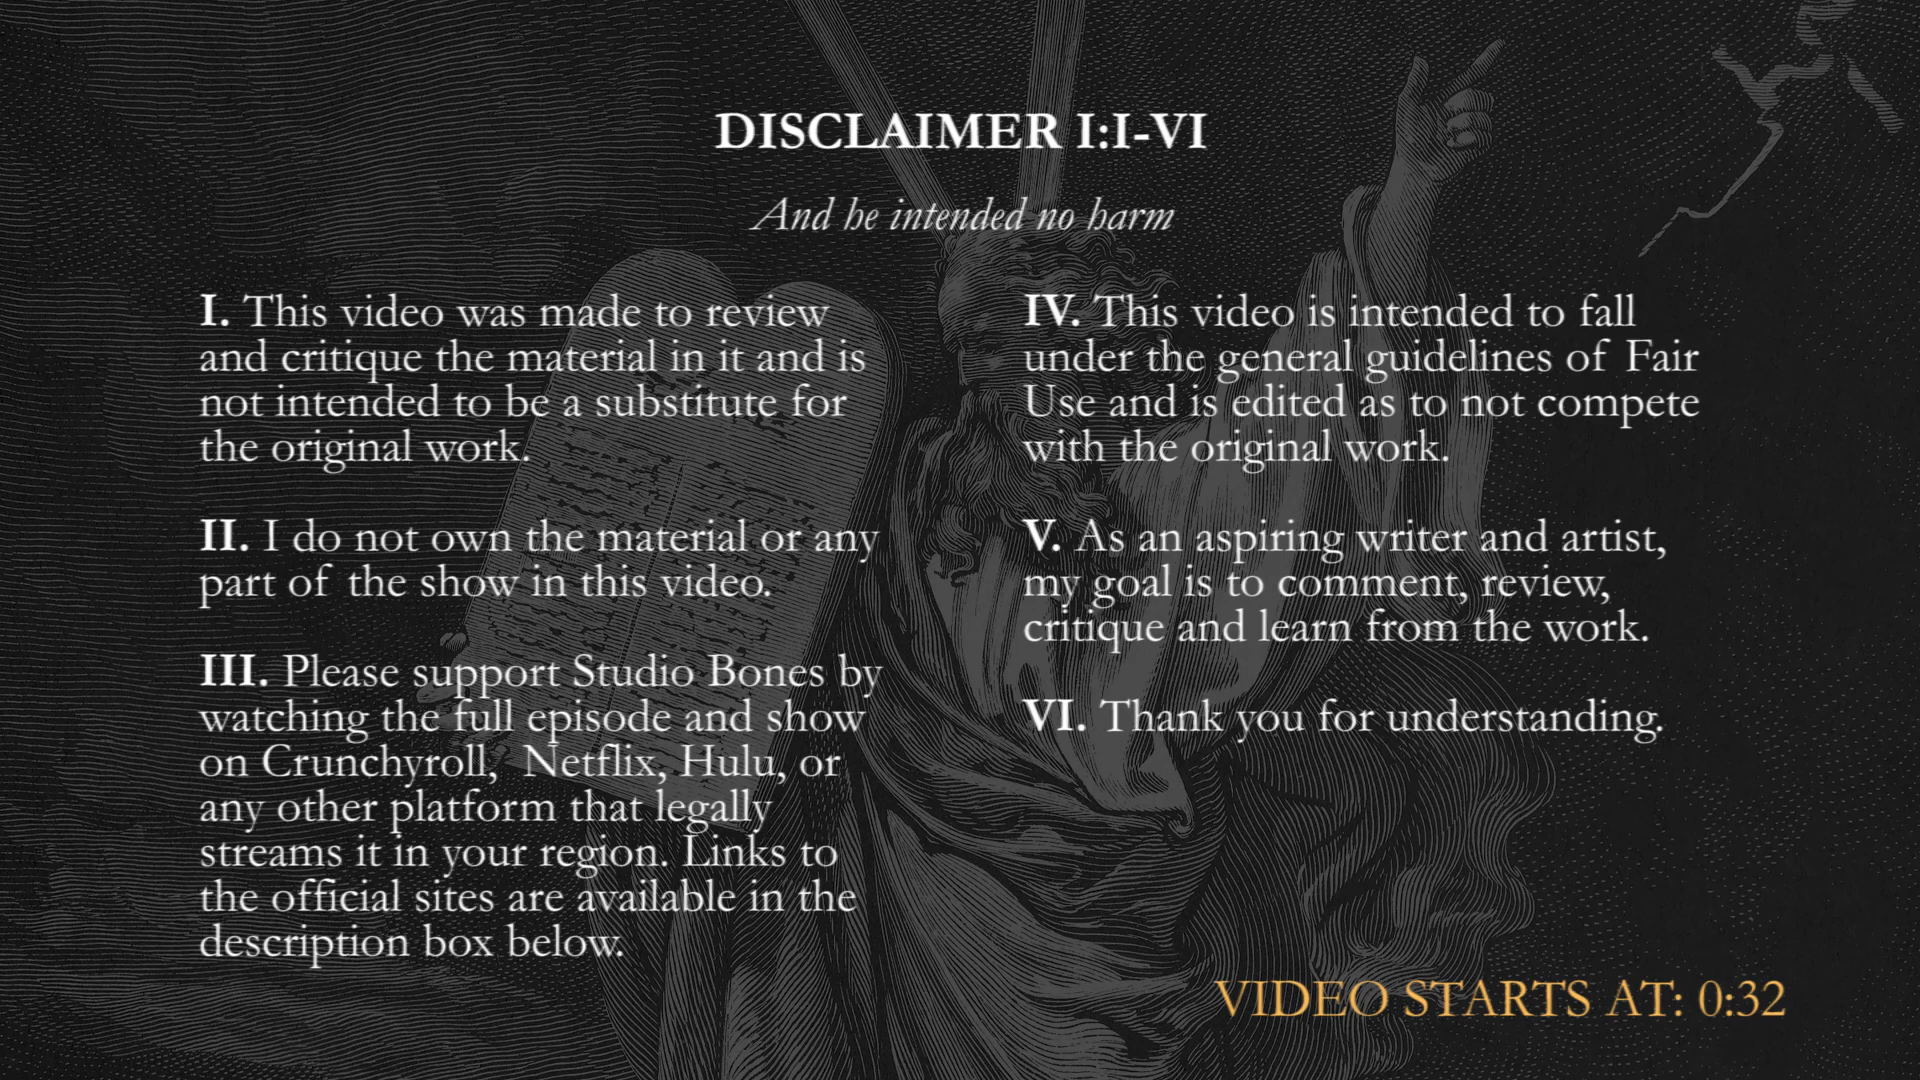 DISCLAIMER I:I-VI
And he intended no harm
I. This video was made to review
and critique the material in it and is
not intended to be a substitute for
the original work.
II. I do not own the material or any
part of the show in this video.
III. Please support Studio Bones by
watching the full episode and show
on Crunchyroll, Netflix, Hulu, or
any other platform that legally
streams it in your region. Links to
the official sites are available in the
description box below.
IV. This video is intended to fall
under the general guidelines of Fair
Use and is edited as to not compete
with the original work.
V. As an aspiring writer and artist,
my goal is to comment, review,
critique and learn from the work.
VI. Thank you for understanding.
VIDEO STARTS AT: 0:32